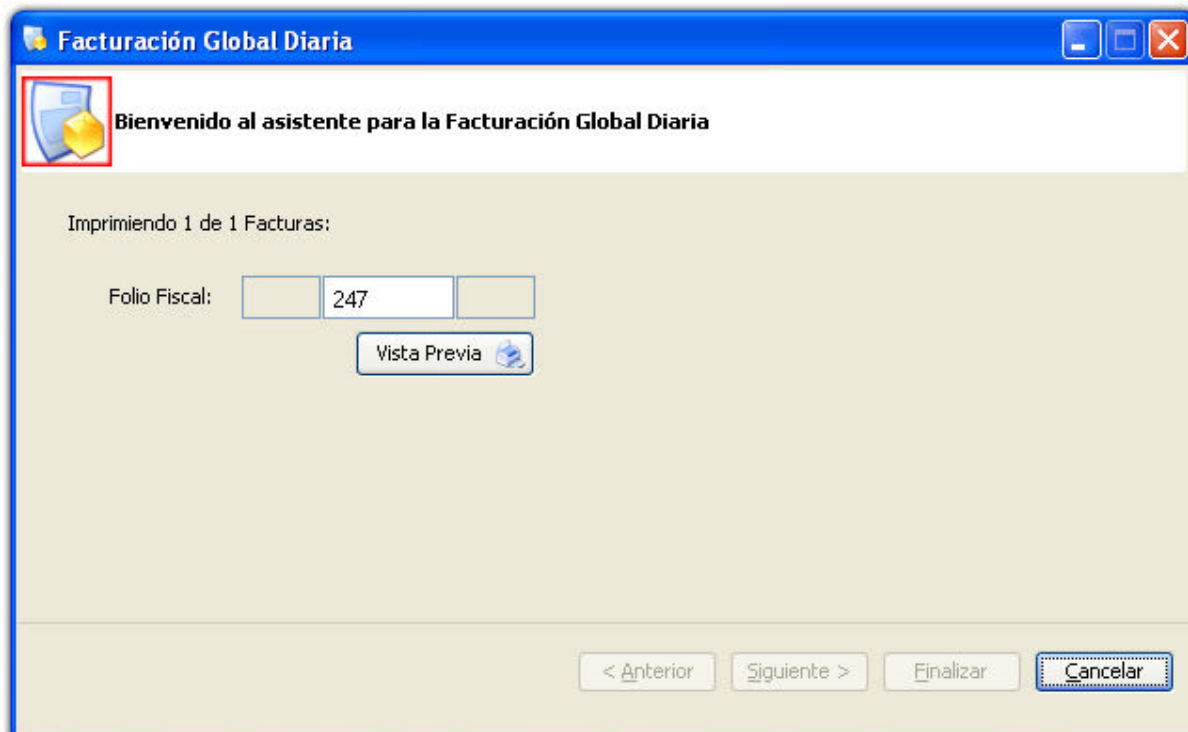 Facturación Global Diaria
Bienvenido al asistente para la Facturación Global Diaria
Imprimiendo 1 de 1 Facturas:
Folio Fiscal: 247
Vista Previa
< Anterior Siguiente > Finalizar Cancelar